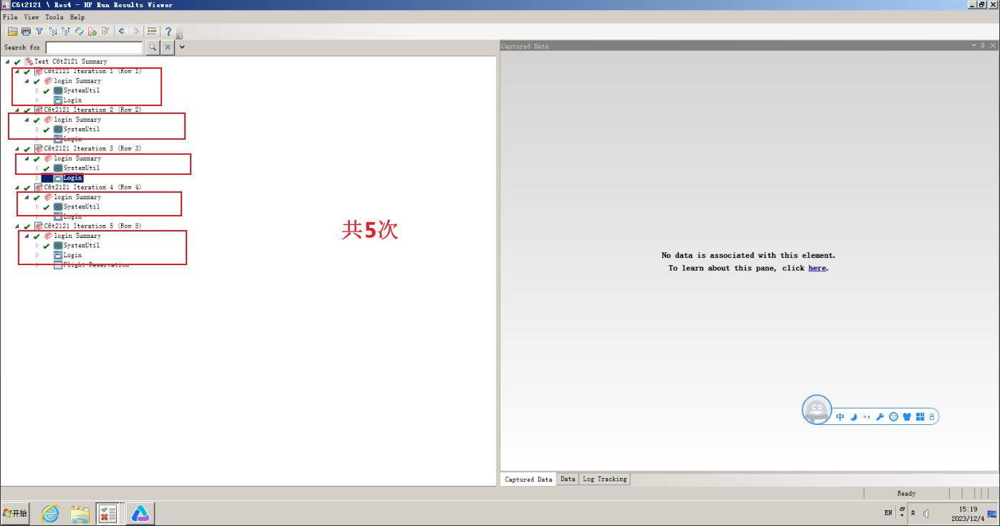 C6t2121 \ Res4 - HP Run Results Viewer
File View Tools Help
Search for
Captured Data
Test C6t2121 Summary
C6t2121 Iteration 1 (Row 1)
login Summary
SystemUtil
Login
C6t2121 Iteration 2 (Row 2)
login Summary
SystemUtil
Login
C6t2121 Iteration 3 (Row 3)
login Summary
SystemUtil
Login
C6t2121 Iteration 4 (Row 4)
login Summary
SystemUtil
Login
C6t2121 Iteration 5 (Row 5)
login Summary
SystemUtil
Login
Flight Reservation
共5次
No data is associated with this element.
To learn about this pane, click here.
中
Captured Data Data Log Tracking
Ready
开始
EN
15:19
2023/12/4